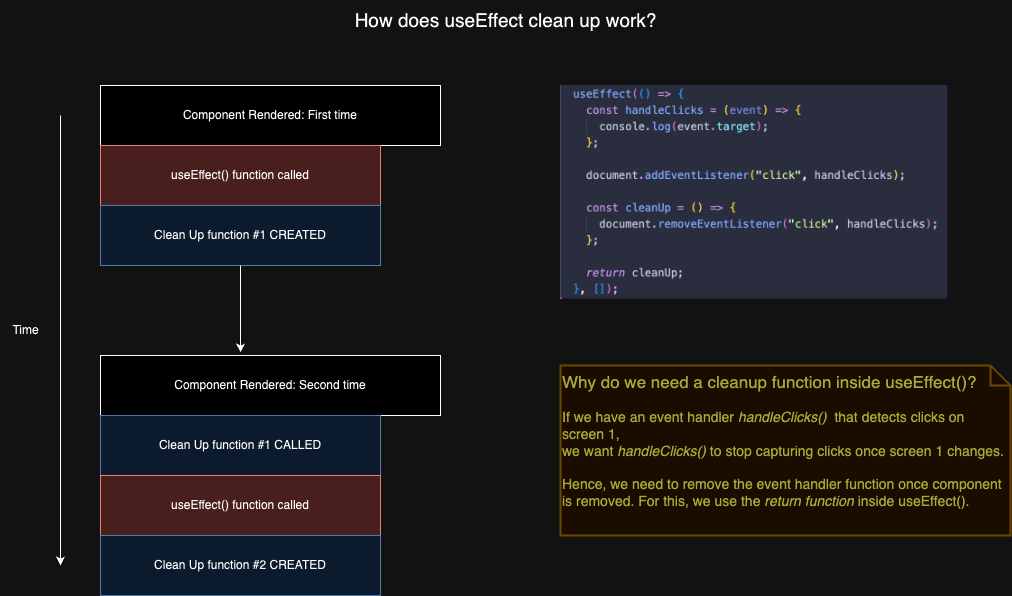 How does useEffect clean up work?
Component Rendered: First time
useEffect() function called
Clean Up function #1 CREATED
Time
Component Rendered: Second time
Clean Up function #1 CALLED
useEffect() function called
Clean Up function #2 CREATED
useEffect(() => {
const handleClicks = (event) => {
console.log(event.target);
};
document.addEventListener("click", handleClicks);
const cleanUp = () => {
document.removeEventListener("click", handleClicks);
};
return cleanUp;
}, []);
Why do we need a cleanup function inside useEffect()?
If we have an event handler handleClicks() that detects clicks on
screen 1,
we want handleClicks() to stop capturing clicks once screen 1 changes.
Hence, we need to remove the event handler function once component
is removed. For this, we use the return function inside useEffect().